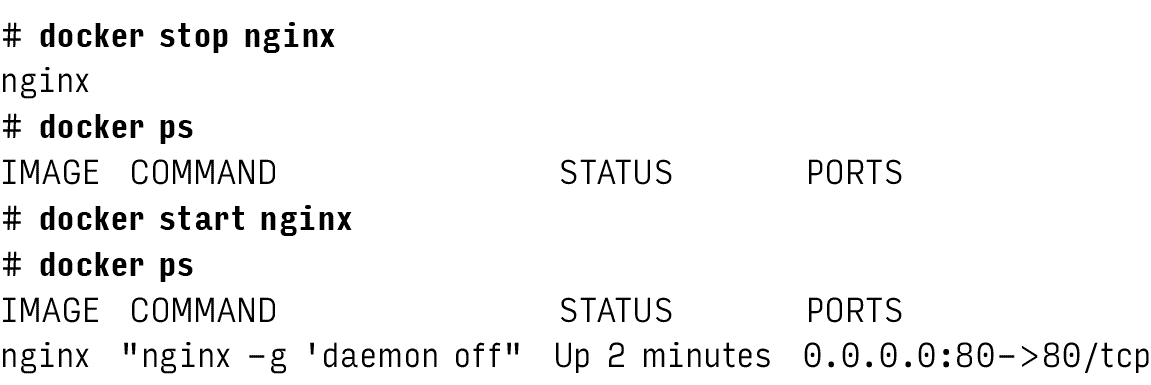 # docker stop nginx
nginx
# docker ps
IMAGE COMMAND STATUS PORTS
# docker start nginx
# docker ps
IMAGE COMMAND STATUS PORTS
nginx "nginx -g 'daemon off" Up 2 minutes 0.0.0.0:80->80/tcp